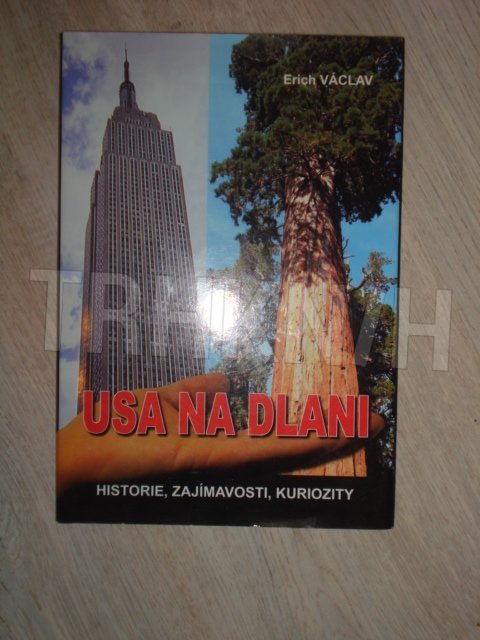 Erich VÁCLAV
USA NA DLANI
HISTORIE, ZAJÍMAVOSTI, KURIOZITY